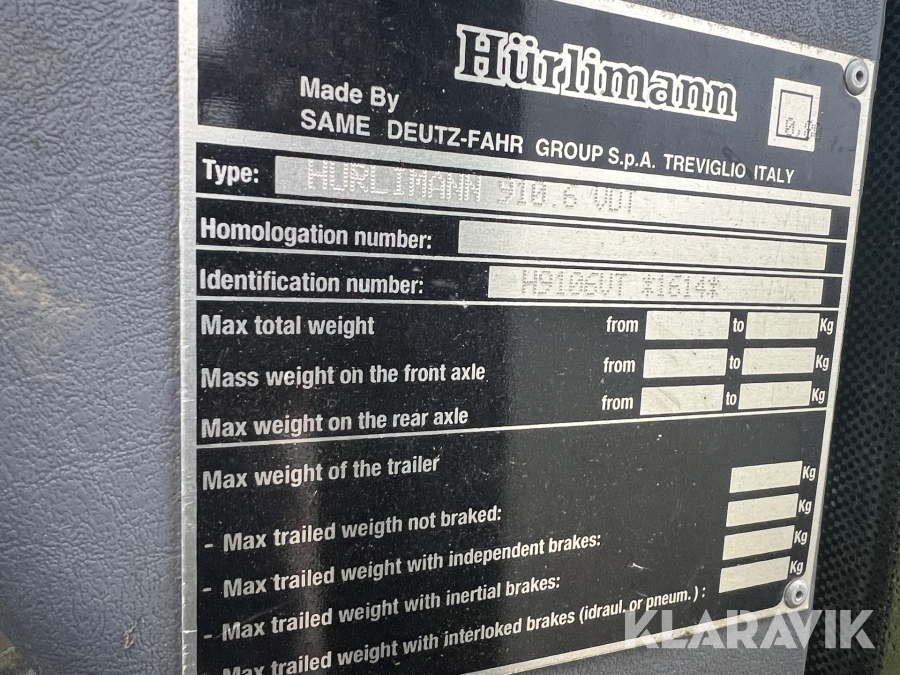 Hürlimann
Made By
SAME DEUTZ-FAHR GROUP S.p.A. TREVIGLIO ITALY
Type: HURLIMANN 910.6 VDT
Homologation number:
Identification number: H9106VT *1614*
Max total weight from to Kg
Mass weight on the front axle from to Kg
Max weight on the rear axle from to Kg
Max weight of the trailer
- Max trailed weigth not braked: Kg
- Max trailed weight with independent brakes: Kg
- Max trailed weight with inertial brakes: Kg
- Max trailed weight with interloked brakes (idraul. or pneum.) : Kg
KLARAVIK